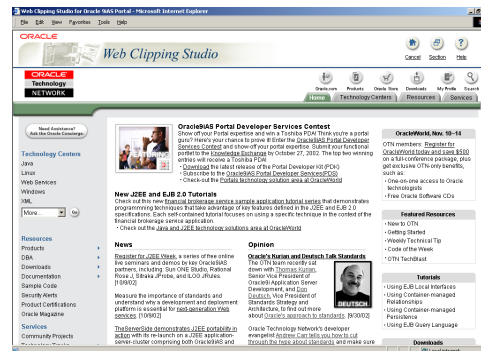 Web Clipping Studio for Oracle 9iAS Portal - Microsoft Internet Explorer
File Edit View Favorites Tools Help
ORACLE
Web Clipping Studio
Cancel Section Help
ORACLE
Technology
NETWORK
Oracle.com Products Oracle Store Downloads My Profile Search
Home Technology Centers Resources Services
Need Assistance?
Ask the Oracle Concierge
Technology Centers
Java
Linux
Web Services
Windows
XML
More... Go
Resources
Products
DBA
Downloads
Documentation
Sample Code
Security Alerts
Product Certifications
Oracle Magazine
Services
Community Projects
Oracle9iAS Portal Developer Services Contest
Show off your Portal expertise and win a Toshiba PDA! Think you're a portal
guru? Here's your chance to prove it! Enter the Oracle9iAS Portal Developer
Services Contest and show off your portal expertise. Submit your functional
portlet to the Knowledge Exchange by October 27, 2002. The top two winning
entries will receive a Toshiba PDA!
• Download the latest release of the Portal Developer Kit (PDK)
• Subscribe to the Oracle9iAS Portal Developer Services(PDS)
• Check-out the Portals technology solution area at OracleWorld
New J2EE and EJB 2.0 Tutorials
Check out this new financial brokerage service sample application tutorial series that demonstrates
programming techniques that take advantage of key features defined in the J2EE and EJB 2.0
specifications. Each self-contained tutorial focuses on using a specific technique in the context of the
financial brokerage service application.
• Check out the Java and J2EE technology solutions area at OracleWorld
News
Register for J2EE Week, a series of free online
live seminars and demos by key Oracle9iAS
partners, including: Sun ONE Studio, Rational
Rose J, Sitraka JProbe, and ILOG JRules.
[10/9/02]
Measure the importance of standards and
understand why a development and deployment
platform is essential for next-generation Web
services. [10/9/02]
TheServerSide demonstrates J2EE portability in
action with its re-launch on a J2EE application-
server-cluster comprising both Oracle9iAS and
Opinion
Oracle's Kurian and Deutsch Talk Standards
The OTN team recently sat
down with Thomas Kurian,
Senior Vice President of
Oracle9i Application Server
Development, and Don
Deutsch, Vice President of
Standards Strategy and
Architecture, to find out more
about Oracle's approach to standards. [9/30/02]
DEUTSCH
Oracle Technology Network's developer
evangelist Andrew Can tells you how to cut
through the hype about standards and make sure
OracleWorld, Nov. 10-14
OTN members: Register for
OracleWorld today and save $500
on a full-conference package, plus
get exclusive OTN-only benefits,
such as:
• One-on-one access to Oracle
technologists
• Free Oracle Software CDs
Featured Resources
• New to OTN
• Getting Started
• Weekly Technical Tip
• Code of the Week
• OTN TechBlast
Tutorials
• Using EJB Local Interfaces
• Using Container-managed
Relationships
• Using Container-managed
Persistence
• Using EJB Query Language
Downloads